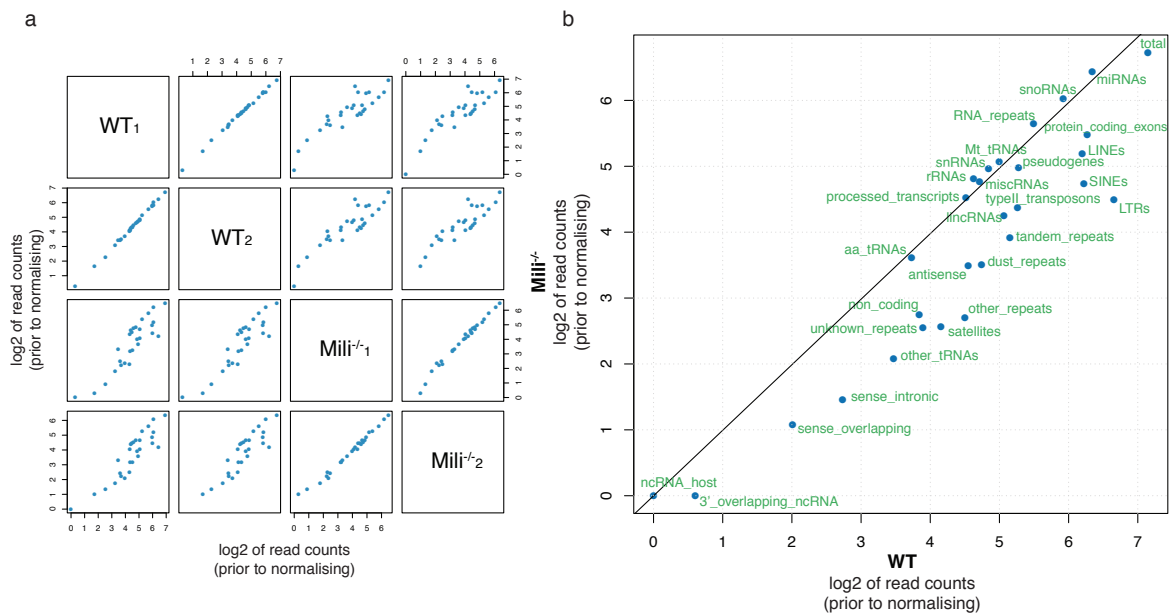 a
b
0 1 2 3 4 5 6 7
0 1 2 3 4 5 6
WT1
WT2
Mili-/-1
Mili-/-2
0 1 2 3 4 5 6 7
1 2 3 4 5 6 7
0 1 2 3 4 5 6
0 1 2 3 4 5 6
0 1 2 3 4 5 6 7
0 1 2 3 4 5 6
log2 of read counts
(prior to normalising)
log2 of read counts
(prior to normalising)
Mili-/-
log2 of read counts
(prior to normalising)
6
5
4
3
2
1
0
total
miRNAs
snoRNAs
RNA_repeats
protein_coding_exons
Mt_tRNAs
LINEs
snRNAs
pseudogenes
rRNAs
miscRNAs
SINEs
processed_transcripts
typeII_transposons
LTRs
lincRNAs
tandem_repeats
aa_tRNAs
antisense
dust_repeats
non_coding
other_repeats
unknown_repeats
satellites
other_tRNAs
sense_intronic
sense_overlapping
ncRNA_host
3'_overlapping_ncRNA
0 1 2 3 4 5 6 7
WT
log2 of read counts
(prior to normalising)